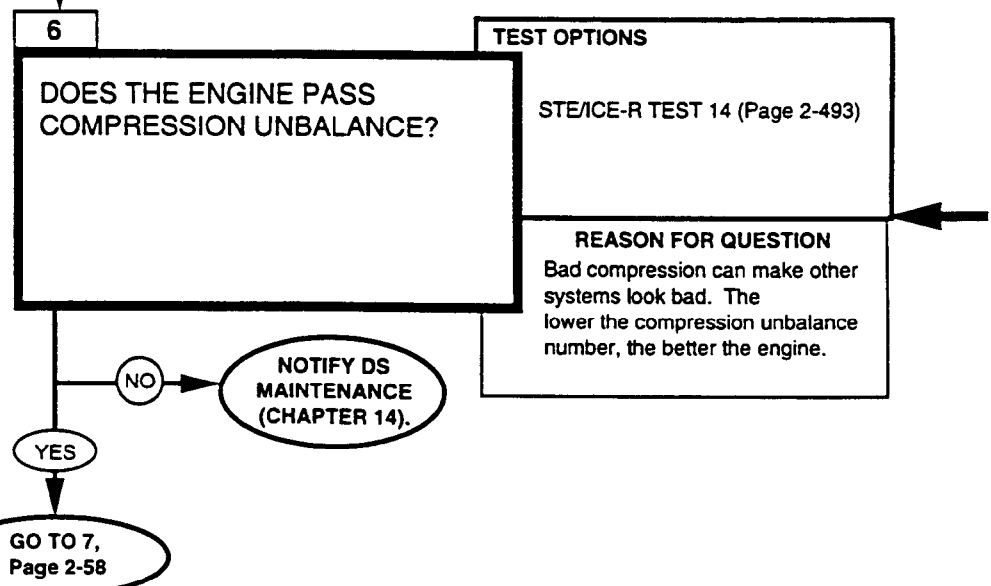 6
DOES THE ENGINE PASS
COMPRESSION UNBALANCE?
TEST OPTIONS
STE/ICE-R TEST 14 (Page 2-493)
REASON FOR QUESTION
Bad compression can make other
systems look bad. The
lower the compression unbalance
number, the better the engine.
NO
NOTIFY DS
MAINTENANCE
(CHAPTER 14).
YES
GO TO 7,
Page 2-58